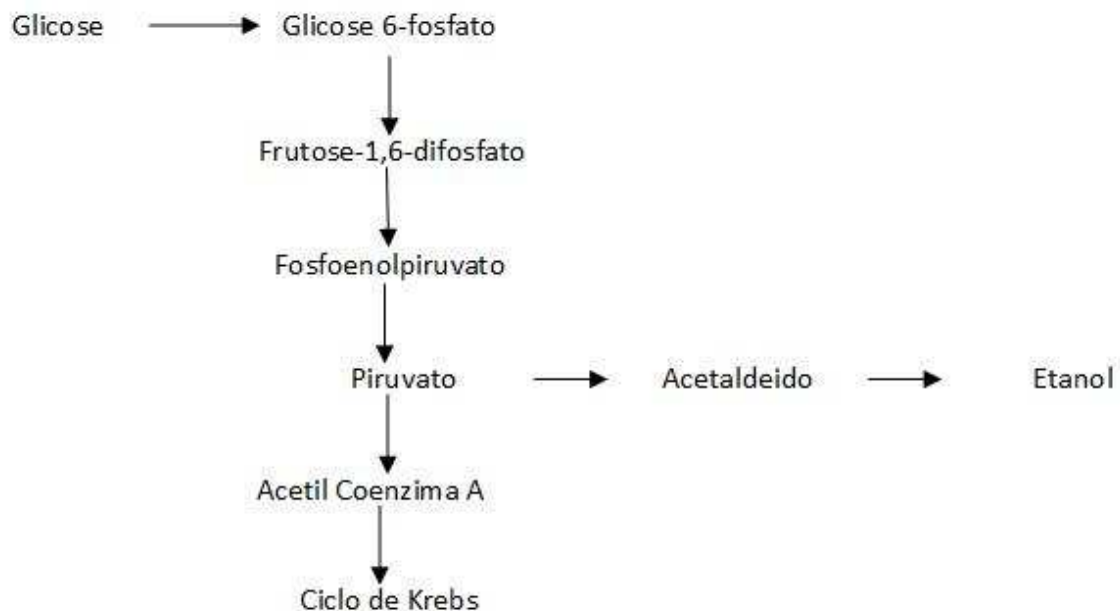 Glicose Glicose 6-fosfato
Frutose-1,6-difosfato
Fosfoenolpiruvato
Piruvato Acetaldeido Etanol
Acetil Coenzima A
Ciclo de Krebs